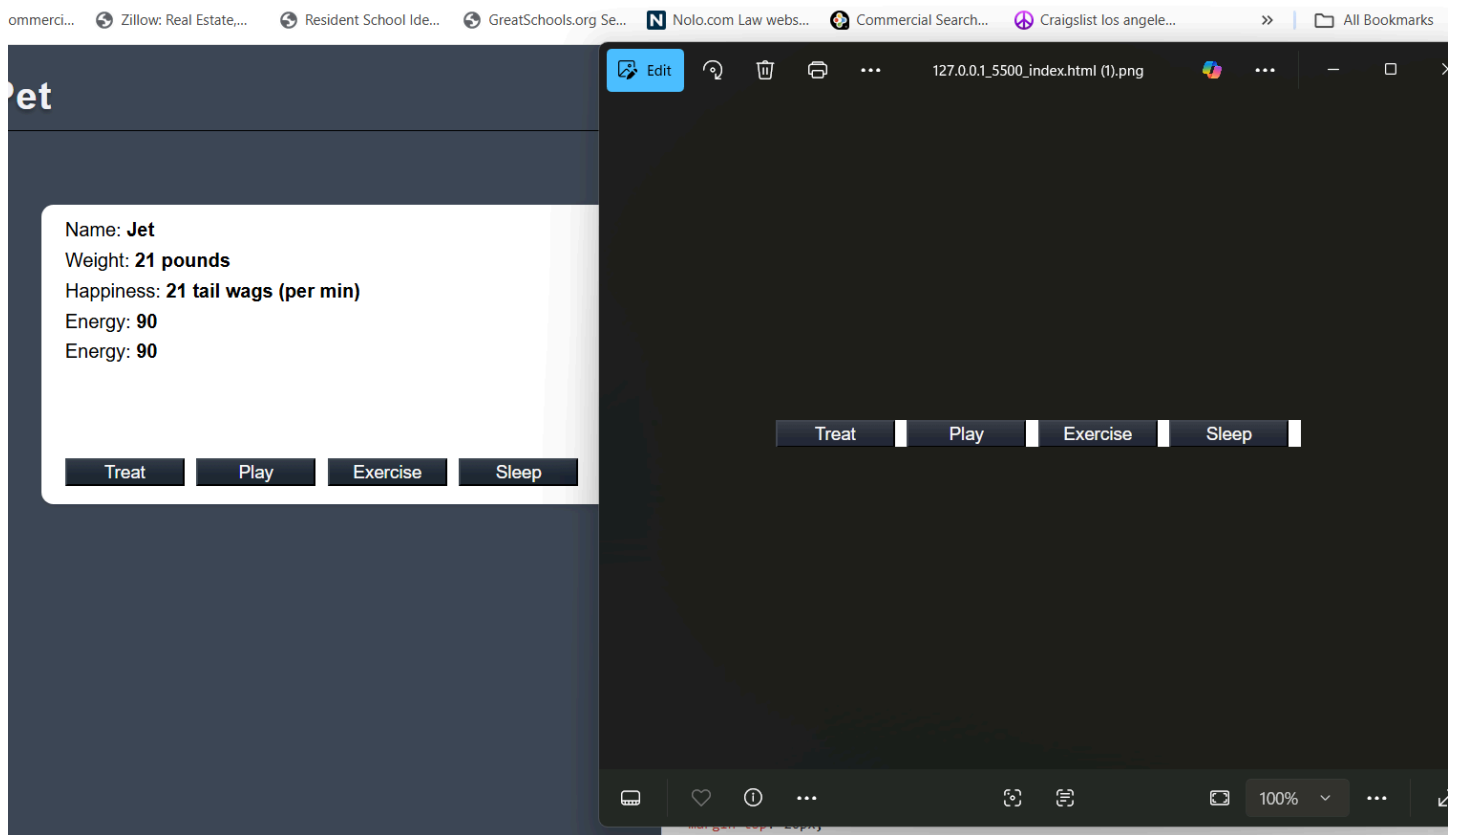 ommerci... Zillow: Real Estate,... Resident School Ide... GreatSchools.org Se... Nolo.com Law webs... Commercial Search... Craigslist los angele... » All Bookmarks
Pet
Edit 127.0.0.1_5500_index.html (1).png
Name: Jet
Weight: 21 pounds
Happiness: 21 tail wags (per min)
Energy: 90
Energy: 90
Treat Play Exercise Sleep
Treat Play Exercise Sleep
100%